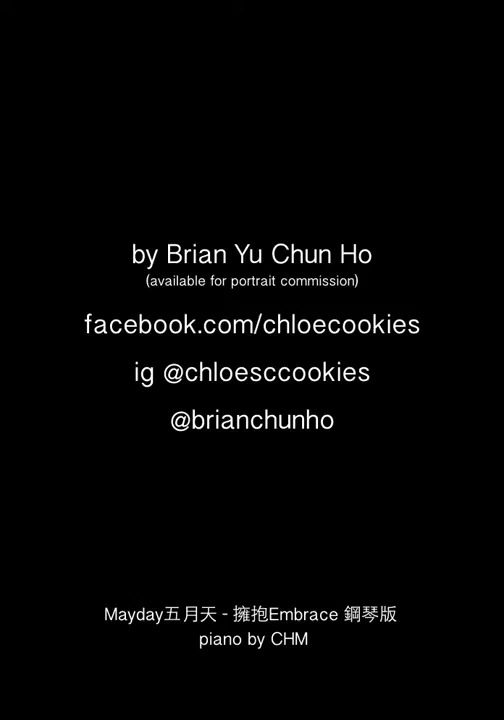 by Brian Yu Chun Ho
(available for portrait commission)
facebook.com/chloecookies
ig @chloesccookies
@brianchunho
Mayday五月天 - 擁抱Embrace 鋼琴版
piano by CHM